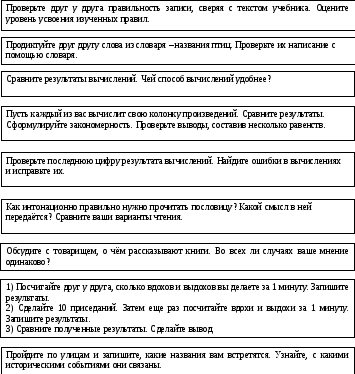 Проверьте друг у друга правильность записи, сверяя с текстом учебника. Оцените
уровень усвоения изученных правил.
Продиктуйте друг другу слова из словаря – названия птиц. Проверьте их написание с
помощью словаря.
Сравните результаты вычислений. Чей способ вычислений удобнее?
Пусть каждый из вас вычислит свою колонку произведений. Сравните результаты.
Сформулируйте закономерность. Проверьте выводы, составив несколько равенств.
Проверьте последнюю цифру результата вычислений. Найдите ошибки в вычислениях
и исправьте их.
Как интонационно правильно нужно прочитать пословицу? Какой смысл в ней
передаётся? Сравните ваши варианты чтения.
Обсудите с товарищем, о чём рассказывают книги. Во всех ли случаях ваше мнение
одинаково?
1) Посчитайте друг у друга, сколько вдохов и выдохов вы делаете за 1 минуту. Запишите
результаты.
2) Сделайте 10 приседаний. Затем еще раз посчитайте вдохи и выдохи за 1 минуту.
Запишите результаты.
3) Сравните полученные результаты. Сделайте вывод
Пройдите по улицам и запишите, какие названия вам встретятся. Узнайте, с какими
историческими событиями они связаны.